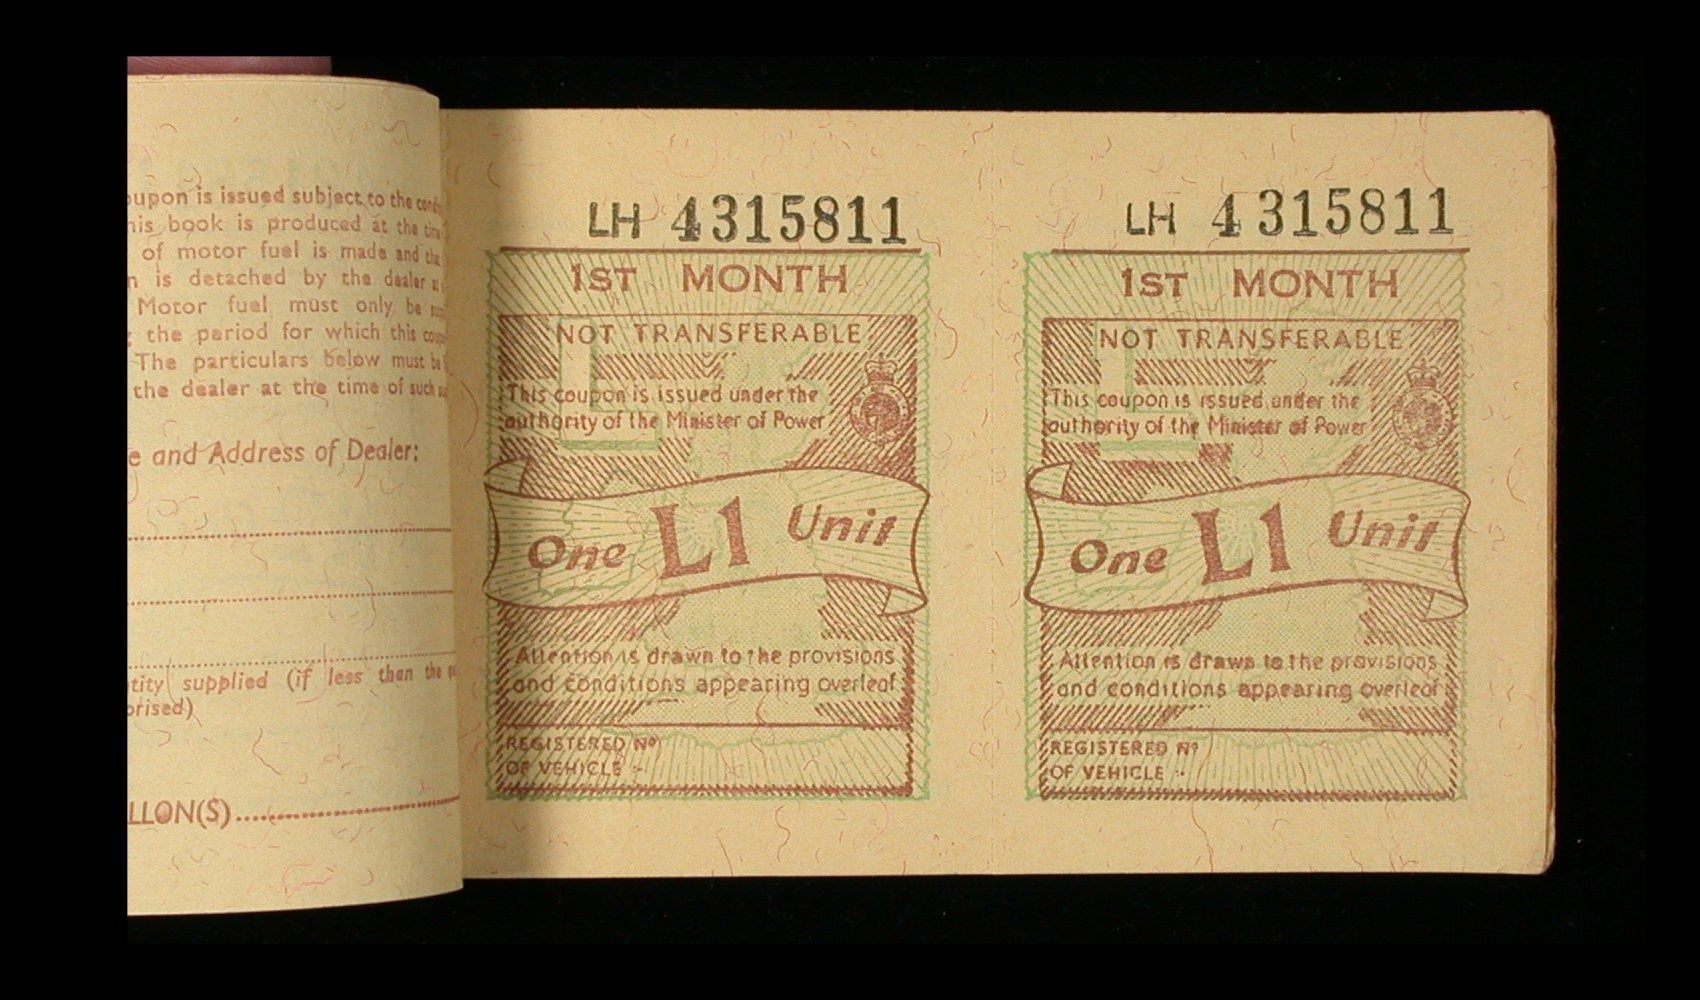 oupon is issued subject to the
his book is produced at the
of motor fuel is made and
n is detached by the dealer
Motor fuel must only be
g the period for which this
The particulars below must be
the dealer at the time of such
e and Address of Dealer:
tity supplied (if less than the
orised)
LLON(S)
LH 4315811
1ST MONTH
NOT TRANSFERABLE
This coupon is issued under the
authority of the Minister of Power
One L1 Unit
Attention is drawn to the provisions
and conditions appearing overleaf
REGISTERED Nº
OF VEHICLE :-
LH 4315811
1ST MONTH
NOT TRANSFERABLE
This coupon is issued under the
authority of the Minister of Power
One L1 Unit
Attention is drawn to the provisions
and conditions appearing overleaf
REGISTERED Nº
OF VEHICLE :-